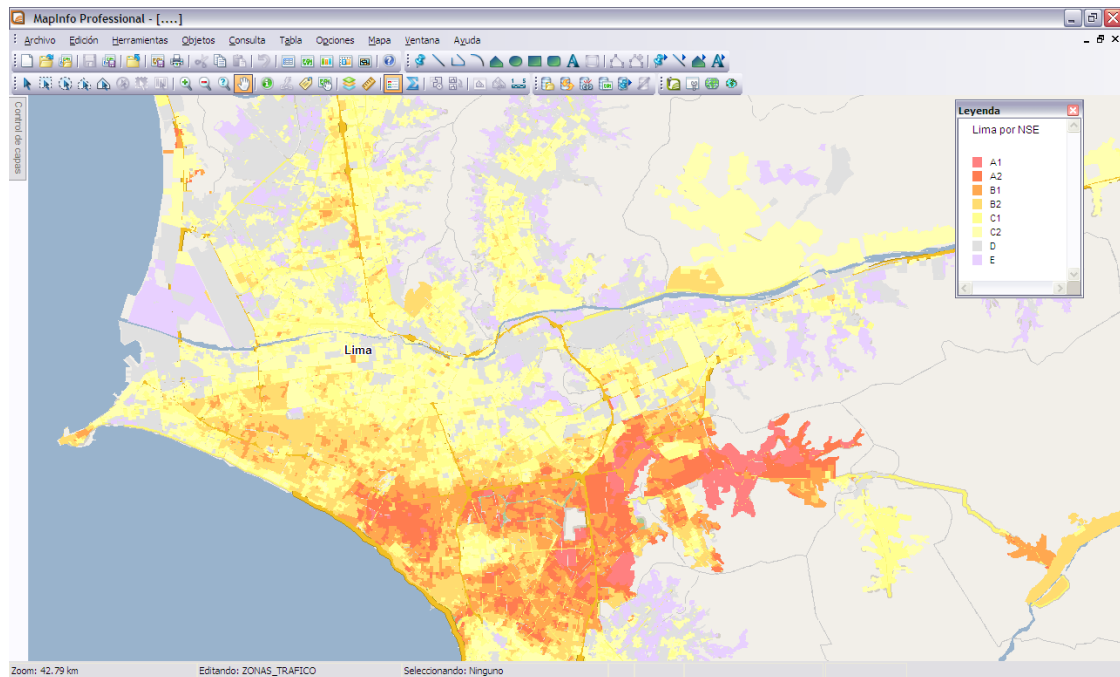 MapInfo Professional - [....]
Archivo Edición Herramientas Objetos Consulta Tabla Opciones Mapa Ventana Ayuda
Control de capas
Leyenda
Lima por NSE
A1
A2
B1
B2
C1
C2
D
E
Lima
Zoom: 42.79 km Editando: ZONAS_TRAFICO Seleccionando: Ninguno